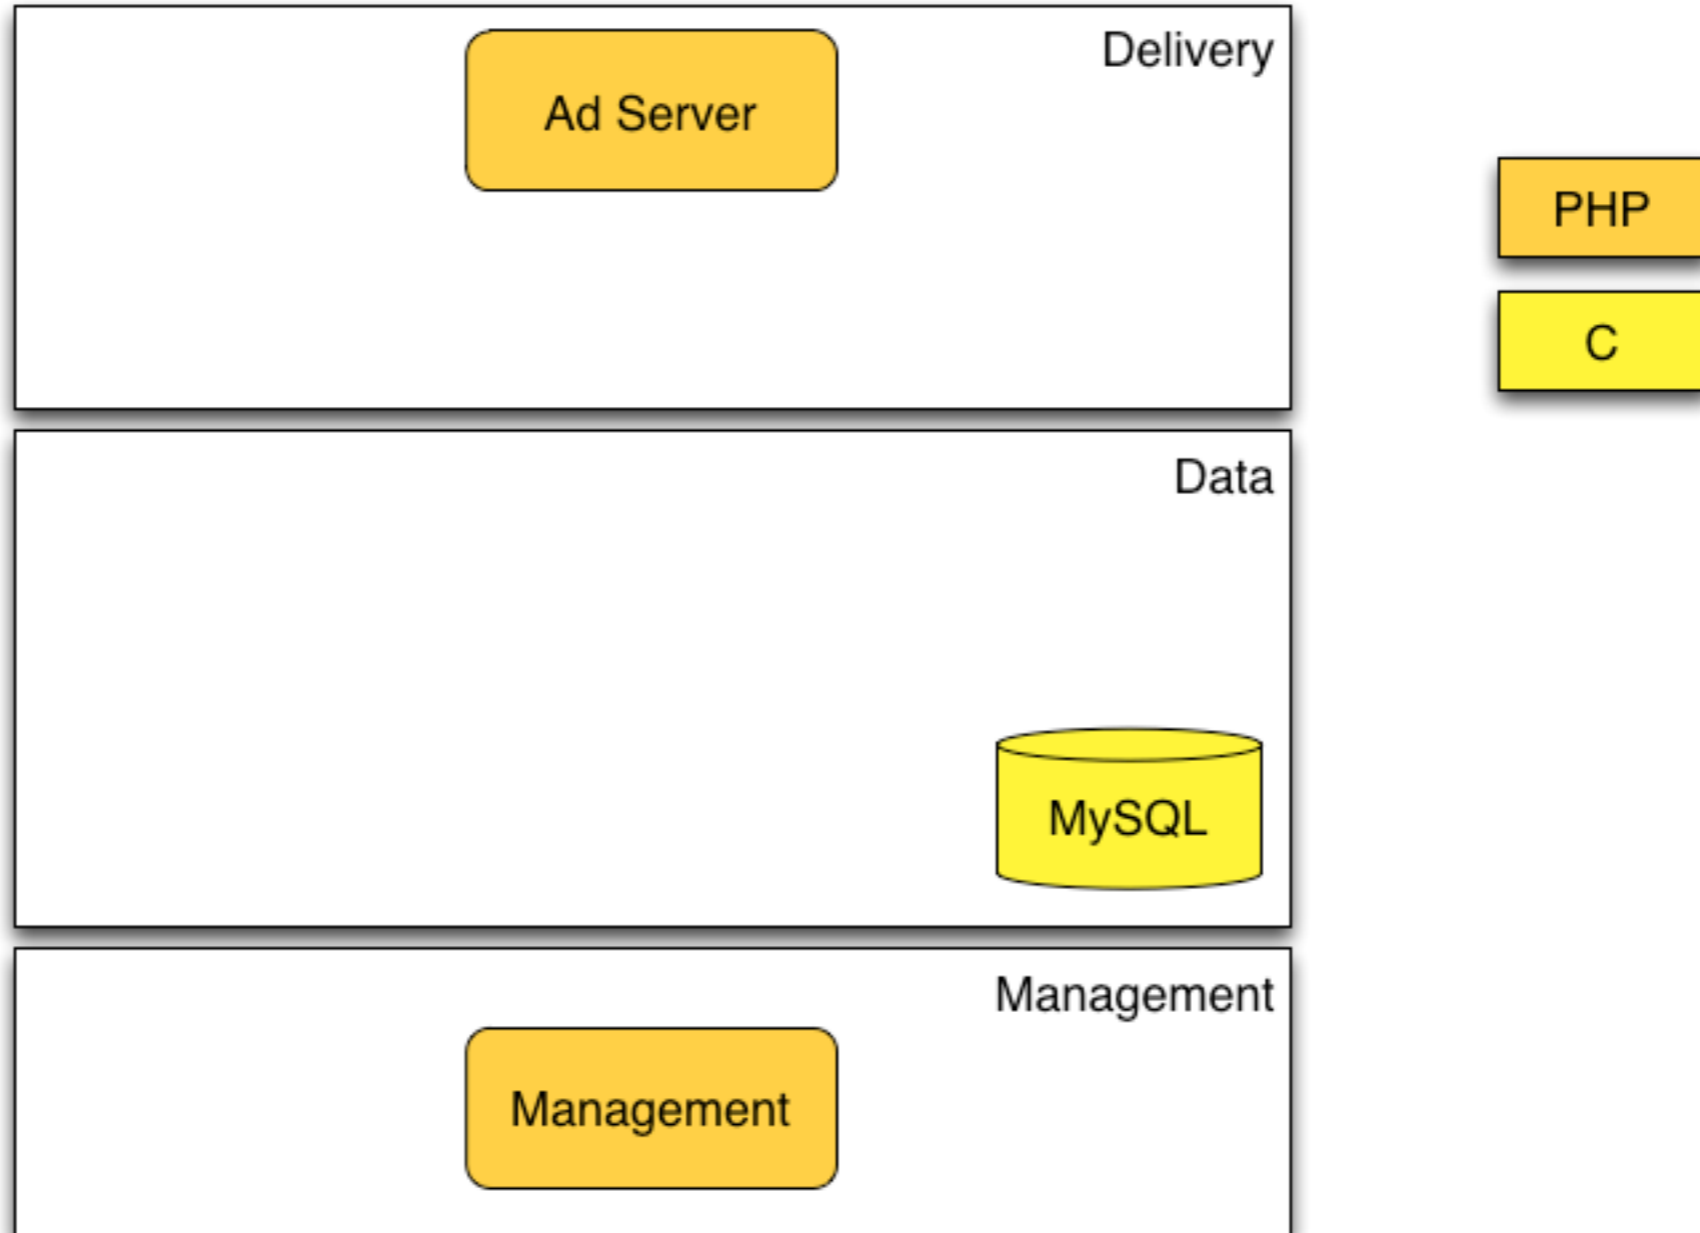 Delivery
Ad Server
PHP
C
Data
MySQL
Management
Management